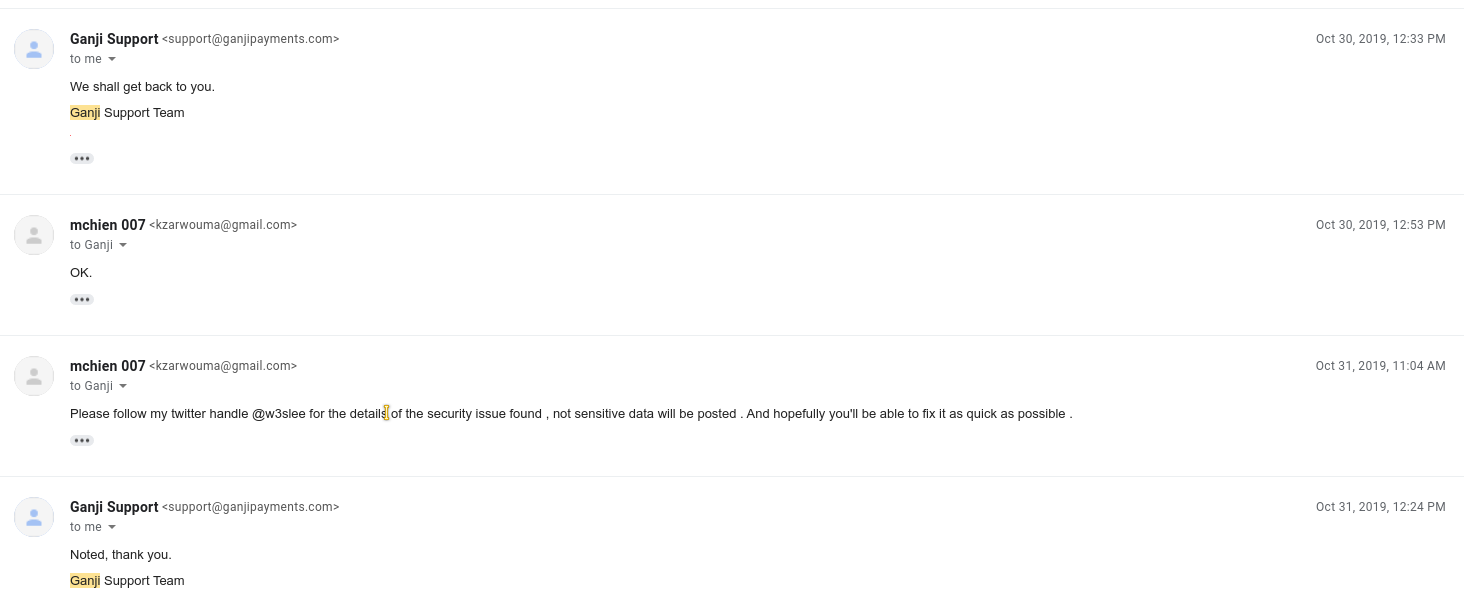 Ganji Support <support@ganjipayments.com> Oct 30, 2019, 12:33 PM
to me
We shall get back to you.
Ganji Support Team
.
•••
mchien 007 <kzarwouma@gmail.com> Oct 30, 2019, 12:53 PM
to Ganji
OK.
•••
mchien 007 <kzarwouma@gmail.com> Oct 31, 2019, 11:04 AM
to Ganji
Please follow my twitter handle @w3slee for the details of the security issue found , not sensitive data will be posted . And hopefully you'll be able to fix it as quick as possible .
•••
Ganji Support <support@ganjipayments.com> Oct 31, 2019, 12:24 PM
to me
Noted, thank you.
Ganji Support Team